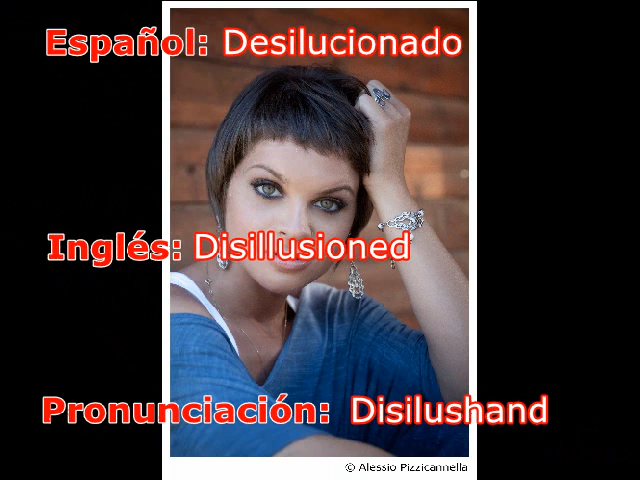 Español: Desilucionado
Inglés: Disillusioned
Pronunciación: Disilushand
© Alessio Pizzicannella